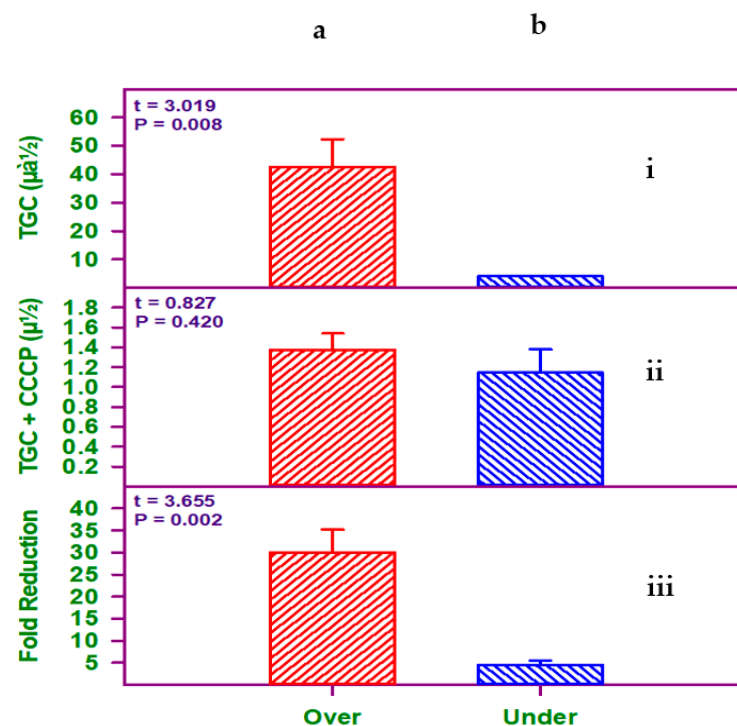 a b
t = 3.019
P = 0.008
TGC (µà½)
60
50
40
30
20
10
i
t = 0.827
P = 0.420
TGC + CCCP (µ½)
1.8
1.6
1.4
1.2
1.0
0.8
0.6
0.4
0.2
ii
t = 3.655
P = 0.002
Fold Reduction
40
35
30
25
20
15
10
5
iii
Over Under